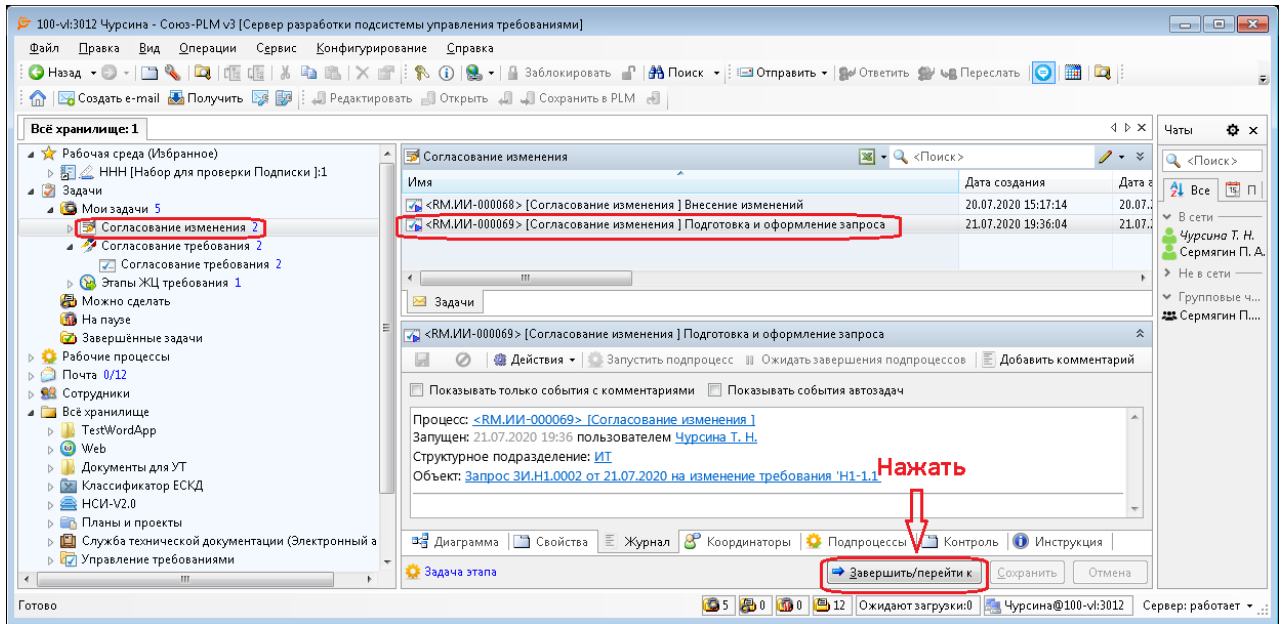 100-vl:3012 Чурсина - Союз-PLM v3 [Сервер разработки подсистемы управления требованиями]
Файл Правка Вид Операции Сервис Конфигурирование Справка
Назад Заблокировать Поиск Отправить Ответить Переслать
Создать e-mail Получить Редактировать Открыть Сохранить в PLM
Всё хранилище: 1
Рабочая среда (Избранное)
ННН [Набор для проверки Подписки ]:1
Задачи
Мои задачи 5
Согласование изменения 2
Согласование требования 2
Согласование требования 2
Этапы ЖЦ требования 1
Можно сделать
На паузе
Завершённые задачи
Рабочие процессы
Почта 0/12
Сотрудники
Всё хранилище
TestWordApp
Web
Документы для УТ
Классификатор ЕСКД
НСИ-V2.0
Планы и проекты
Служба технической документации (Электронный а
Управление требованиями
Согласование изменения <Поиск>
Имя Дата создания Дата а
<RM.ИИ-000068> [Согласование изменения ] Внесение изменений 20.07.2020 15:17:14 20.07.
<RM.ИИ-000069> [Согласование изменения ] Подготовка и оформление запроса 21.07.2020 19:36:04 21.07.
Задачи
<RM.ИИ-000069> [Согласование изменения ] Подготовка и оформление запроса
Действия Запустить подпроцесс Ожидать завершения подпроцессов Добавить комментарий
Показывать только события с комментариями Показывать события автозадач
Процесс: <RM.ИИ-000069> [Согласование изменения ]
Запущен: 21.07.2020 19:36 пользователем Чурсина Т. Н.
Структурное подразделение: ИТ
Объект: Запрос ЗИ.Н1.0002 от 21.07.2020 на изменение требования 'Н1-1.1'
Нажать
Диаграмма Свойства Журнал Координаторы Подпроцессы Контроль Инструкция
Задача этапа Завершить/перейти к Сохранить Отмена
Чаты
<Поиск>
Все П
В сети
Чурсина Т. Н.
Сермягин П. А.
Не в сети
Групповые ч...
Сермягин П....
Готово 5 0 0 12 Ожидают загрузки:0 Чурсина@100-vl:3012 Сервер: работает